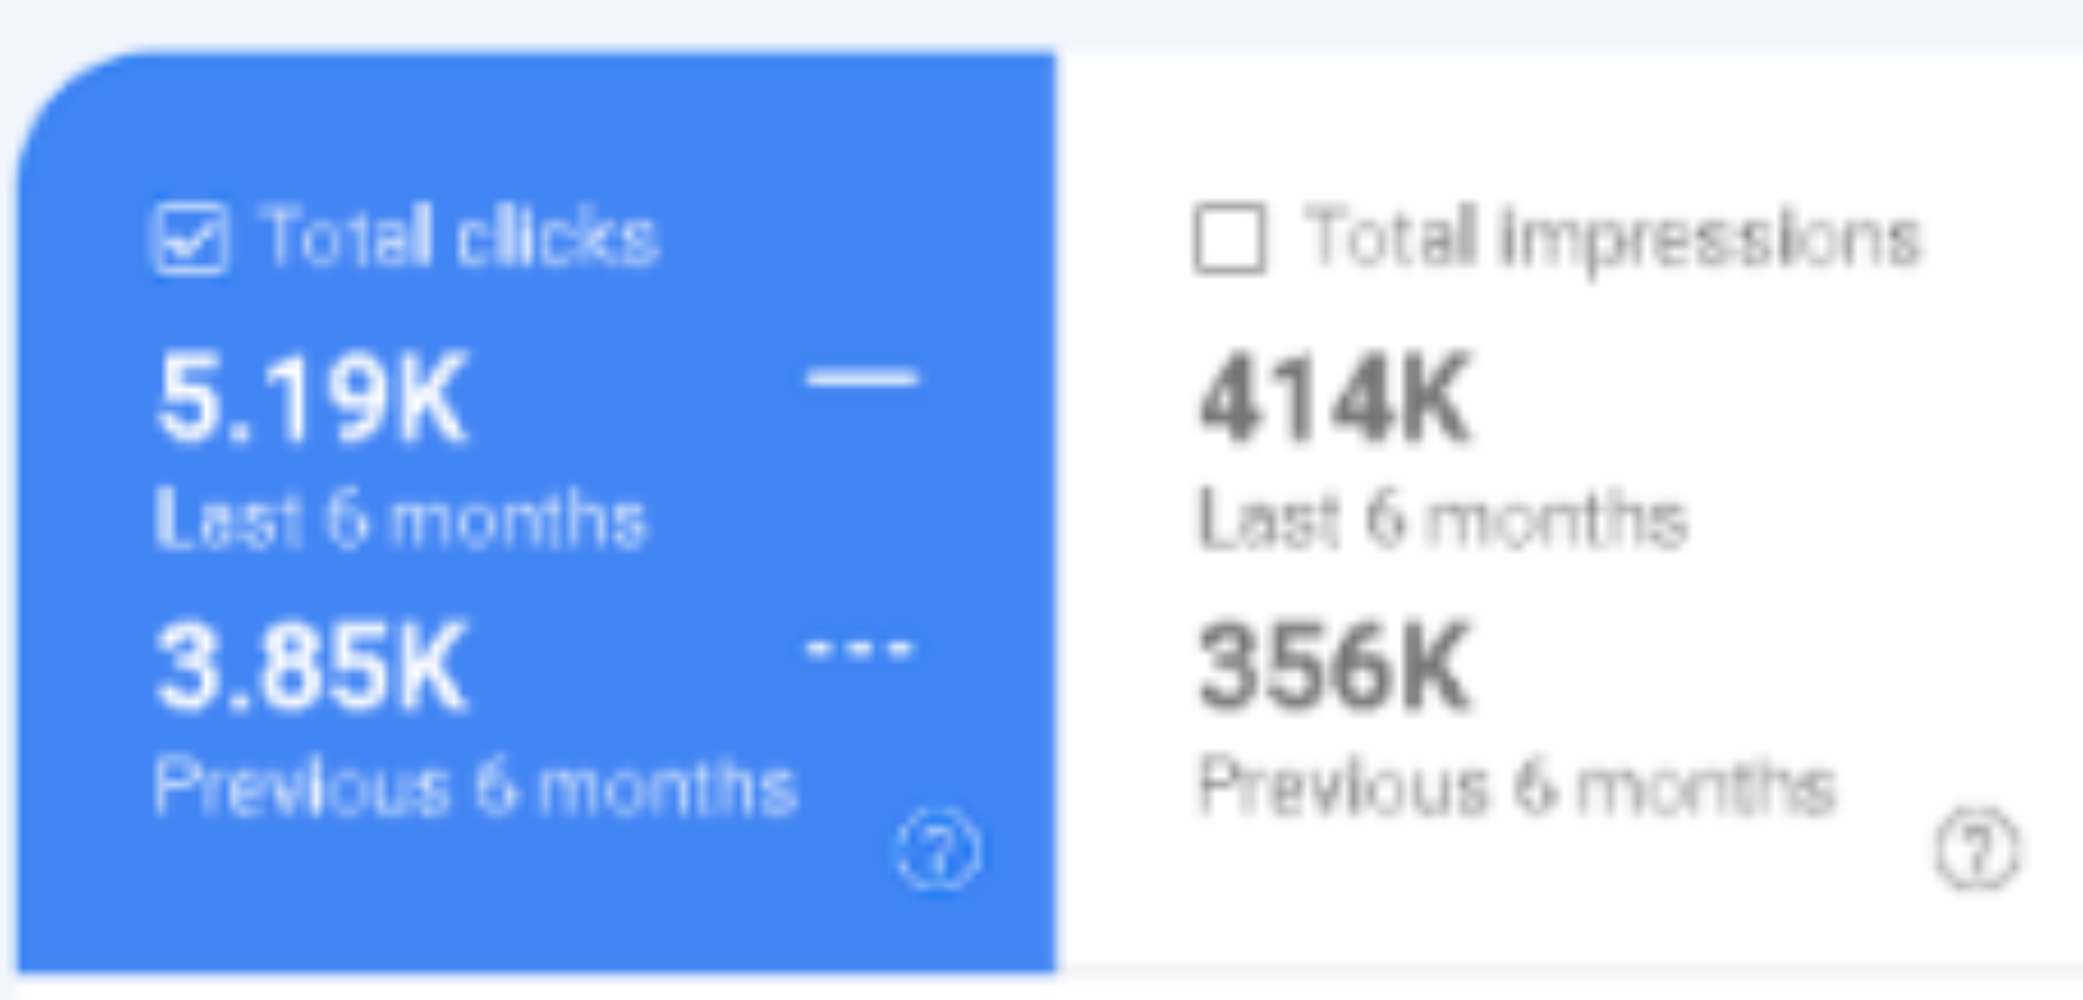 Total clicks
5.19K
Last 6 months
3.85K
Previous 6 months
Total impressions
414K
Last 6 months
356K
Previous 6 months